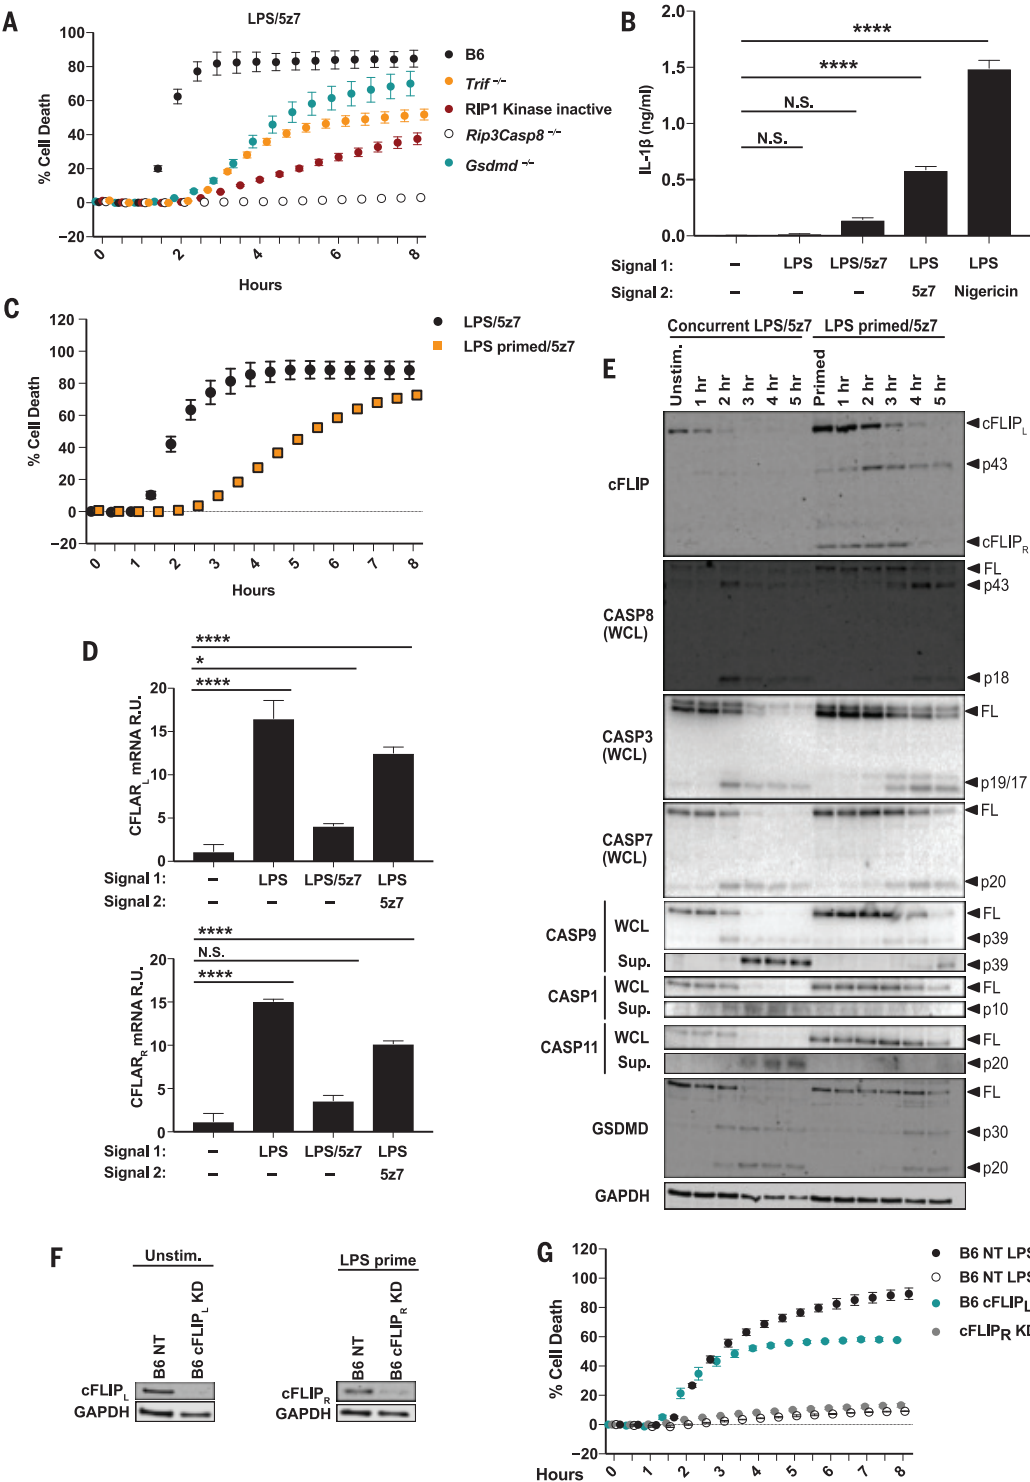 A
LPS/5z7
% Cell Death
100
80
60
40
20
0
−20
0
2
4
6
8
Hours
B6
Trif −/−
RIP1 Kinase inactive
Rip3Casp8 −/−
Gsdmd −/−
B
IL-1β (ng/ml)
2.0
1.5
1.0
0.5
0.0
****
****
N.S.
N.S.
Signal 1: – LPS LPS/5z7 LPS LPS
Signal 2: – – – 5z7 Nigericin
C
% Cell Death
120
100
80
60
40
20
0
−20
0 1 2 3 4 5 6 7 8
Hours
LPS/5z7
LPS primed/5z7
D
****
*
****
CFLAR L mRNA R.U.
20
15
10
5
0
Signal 1: – LPS LPS/5z7 LPS
Signal 2: – – – 5z7
****
N.S.
****
CFLAR R mRNA R.U.
20
15
10
5
0
Signal 1: – LPS LPS/5z7 LPS
Signal 2: – – – 5z7
E
Concurrent LPS/5z7
LPS primed/5z7
Unstim. 1 hr 2 hr 3 hr 4 hr 5 hr Primed 1 hr 2 hr 3 hr 4 hr 5 hr
cFLIP
cFLIP L
p43
cFLIP R
CASP8 (WCL)
FL
p43
p18
CASP3 (WCL)
FL
p19/17
CASP7 (WCL)
FL
p20
CASP9
WCL
FL
p39
Sup.
p39
CASP1
WCL
FL
Sup.
p10
CASP11
WCL
FL
Sup.
p20
GSDMD
FL
p30
p20
GAPDH
F
Unstim.
B6 NT
B6 cFLIP L KD
cFLIP L
GAPDH
LPS prime
B6 NT
B6 cFLIP R KD
cFLIP R
GAPDH
G
% Cell Death
120
100
80
60
40
20
0
−20
0 1 2 3 4 5 6 7 8
Hours
B6 NT LPS
B6 NT LPS
B6 cFLIP L
cFLIP R KD